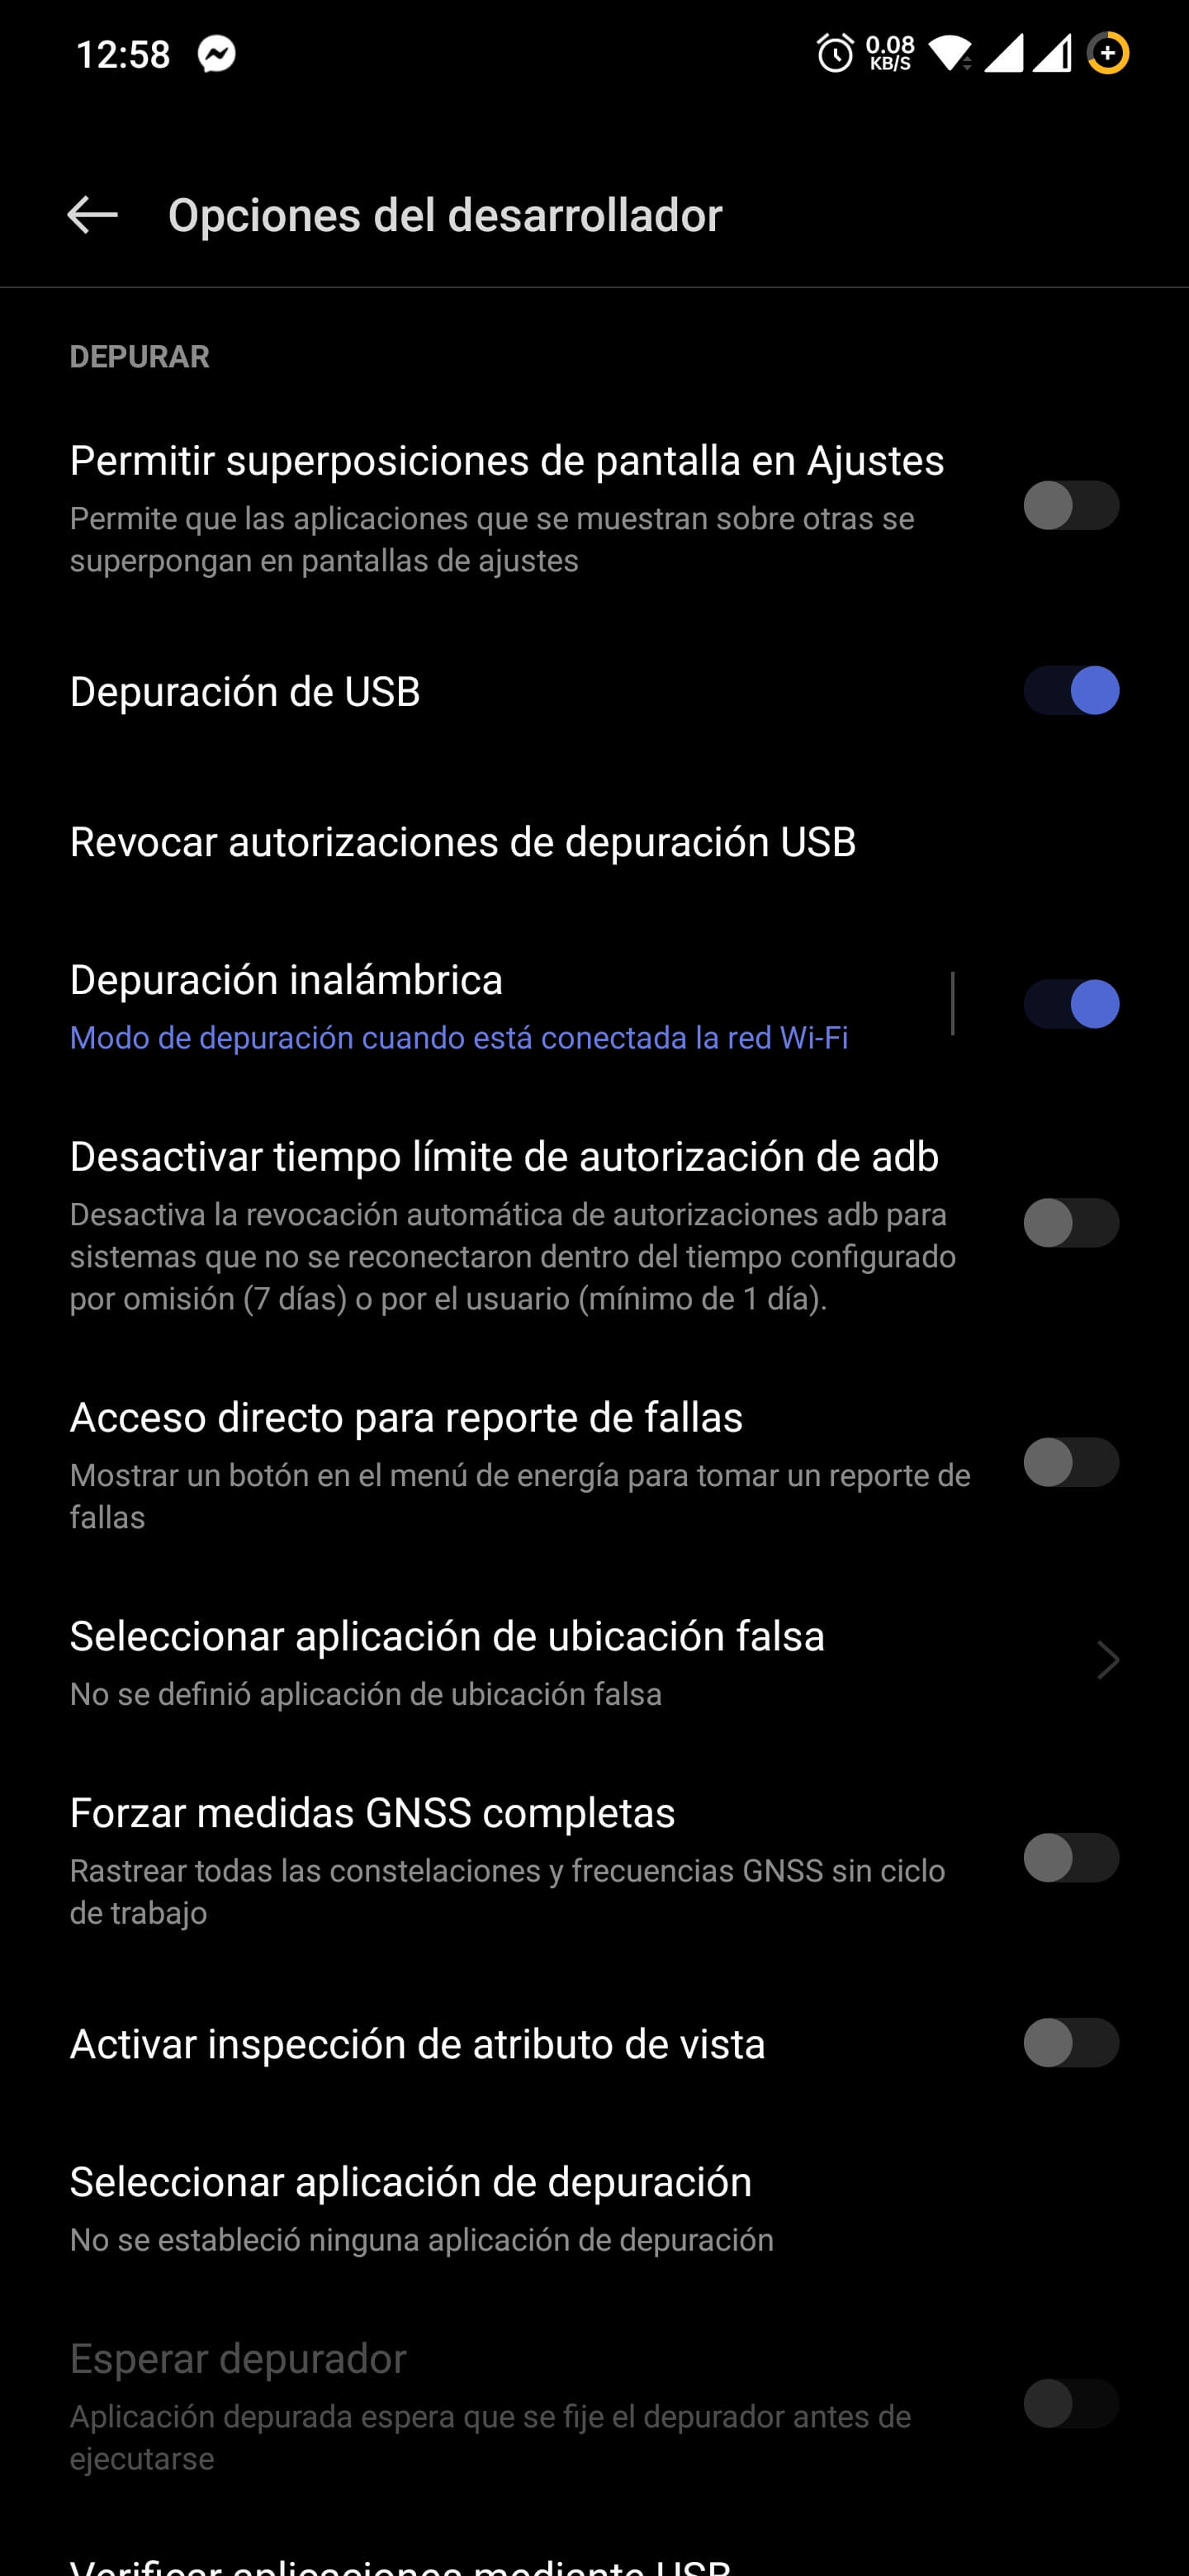 12:58
0.08
KB/S
Opciones del desarrollador
DEPURAR
Permitir superposiciones de pantalla en Ajustes
Permite que las aplicaciones que se muestran sobre otras se
superpongan en pantallas de ajustes
Depuración de USB
Revocar autorizaciones de depuración USB
Depuración inalámbrica
Modo de depuración cuando está conectada la red Wi-Fi
Desactivar tiempo límite de autorización de adb
Desactiva la revocación automática de autorizaciones adb para
sistemas que no se reconectaron dentro del tiempo configurado
por omisión (7 días) o por el usuario (mínimo de 1 día).
Acceso directo para reporte de fallas
Mostrar un botón en el menú de energía para tomar un reporte de
fallas
Seleccionar aplicación de ubicación falsa
No se definió aplicación de ubicación falsa
Forzar medidas GNSS completas
Rastrear todas las constelaciones y frecuencias GNSS sin ciclo
de trabajo
Activar inspección de atributo de vista
Seleccionar aplicación de depuración
No se estableció ninguna aplicación de depuración
Esperar depurador
Aplicación depurada espera que se fije el depurador antes de
ejecutarse
Verificar aplicaciones mediante USB